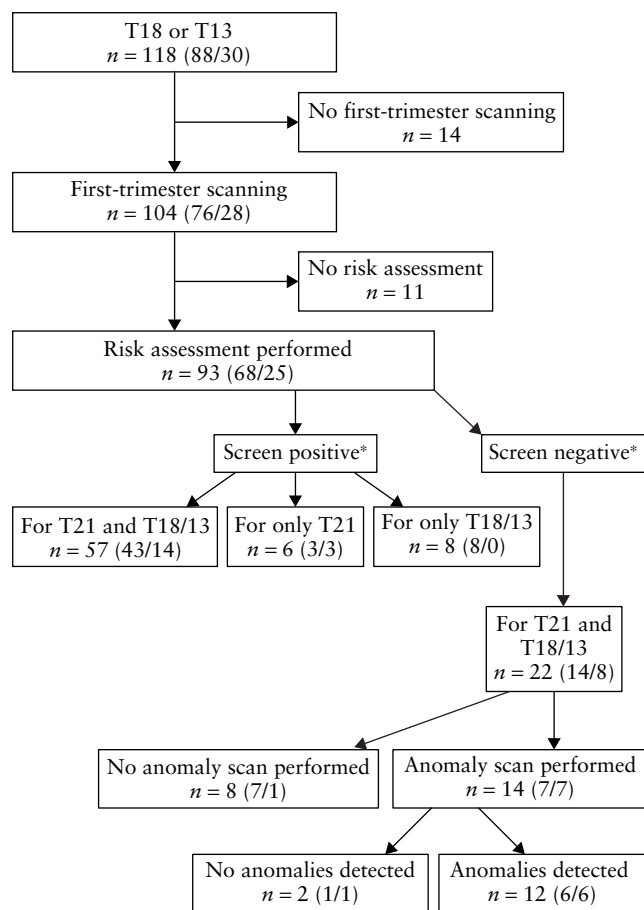 T18 or T13
n = 118 (88/30)
No first-trimester scanning
n = 14
First-trimester scanning
n = 104 (76/28)
No risk assessment
n = 11
Risk assessment performed
n = 93 (68/25)
Screen positive*
Screen negative*
For T21 and T18/13
n = 57 (43/14)
For only T21
n = 6 (3/3)
For only T18/13
n = 8 (8/0)
For T21 and
T18/13
n = 22 (14/8)
No anomaly scan performed
n = 8 (7/1)
Anomaly scan performed
n = 14 (7/7)
No anomalies detected
n = 2 (1/1)
Anomalies detected
n = 12 (6/6)